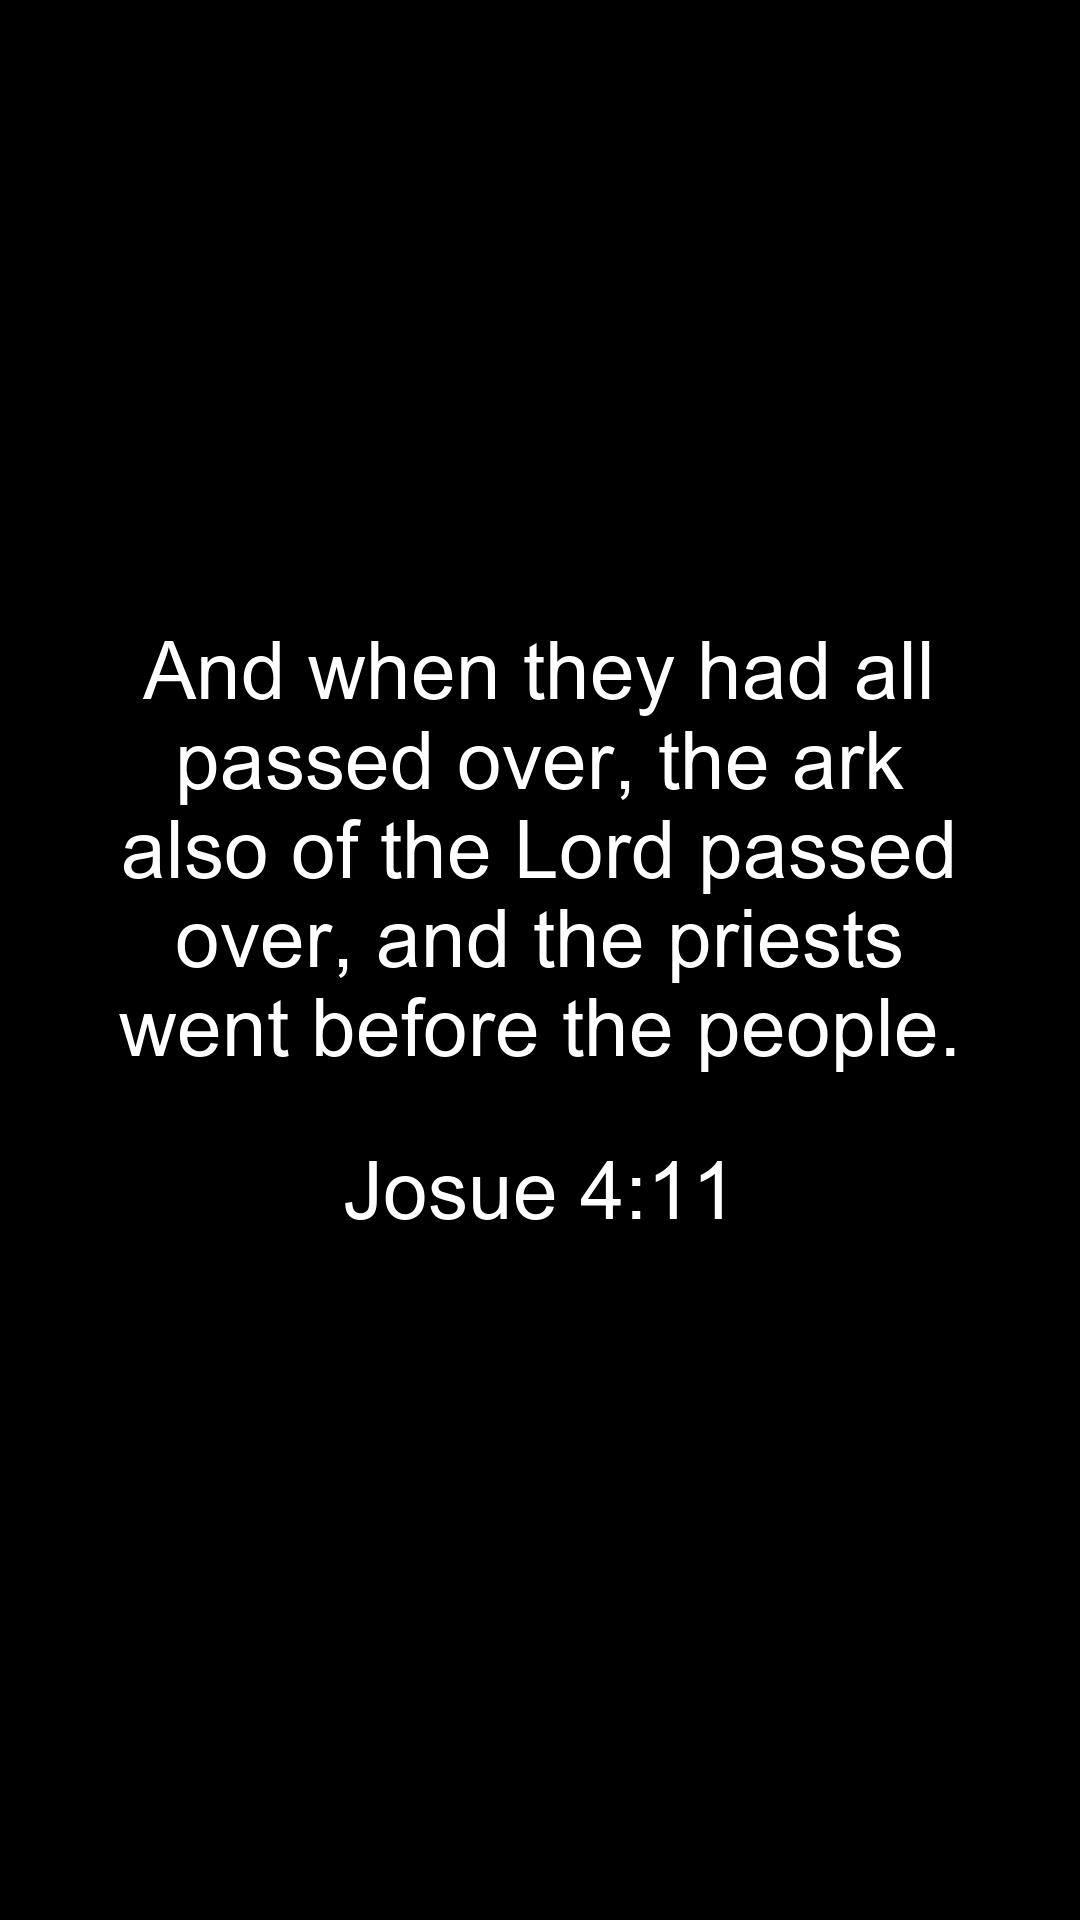 And when they had all
passed over, the ark
also of the Lord passed
over, and the priests
went before the people.
Josue 4:11